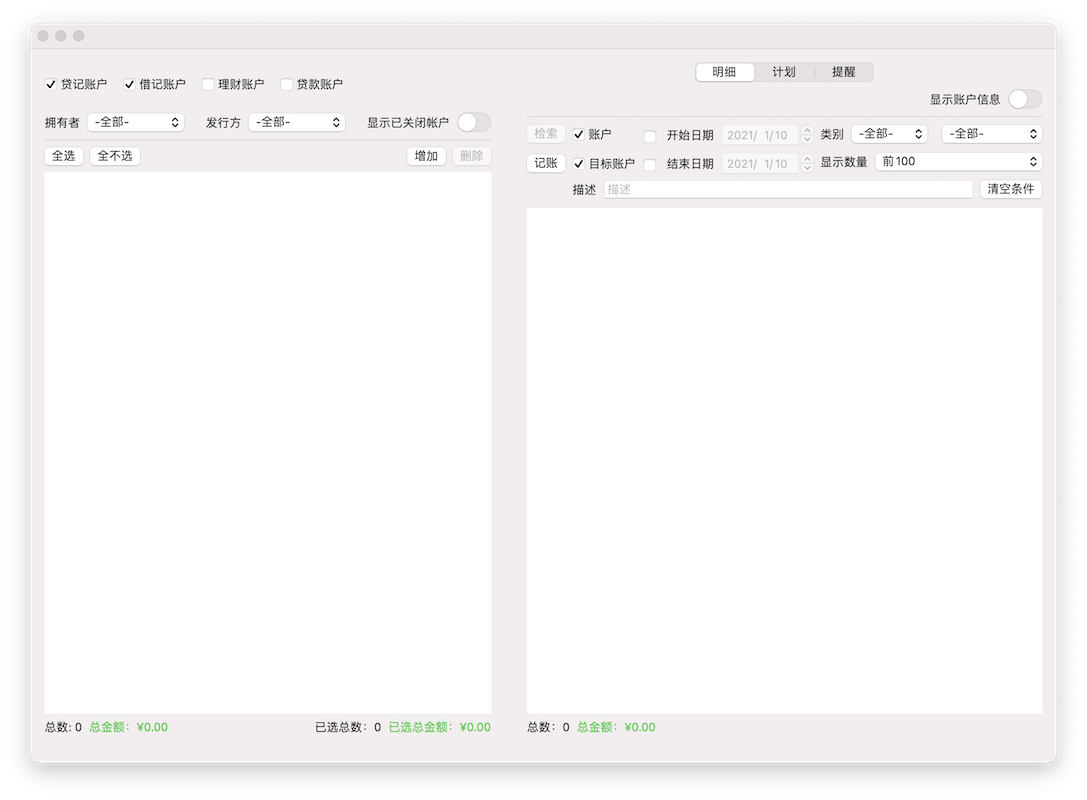 贷记账户 借记账户 理财账户 贷款账户
拥有者 -全部- 发行方 -全部- 显示已关闭帐户
全选 全不选 增加 删除
总数: 0 总金额: ¥0.00 已选总数: 0 已选总金额: ¥0.00
明细 计划 提醒
显示账户信息
检索 账户 开始日期 2021/ 1/10 类别 -全部- -全部-
记账 目标账户 结束日期 2021/ 1/10 显示数量 前100
描述 描述 清空条件
总数: 0 总金额: ¥0.00